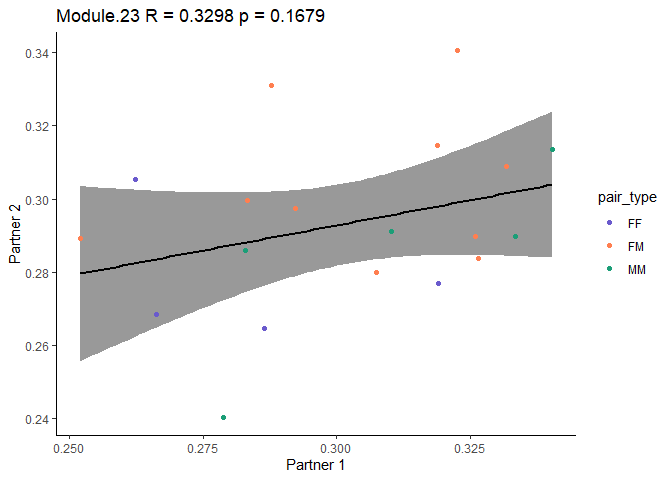 Module.23 R = 0.3298 p = 0.1679
0.34
0.32
0.30
0.28
0.26
0.24
Partner 2
0.250
0.275
0.300
0.325
Partner 1
pair_type
FF
FM
MM